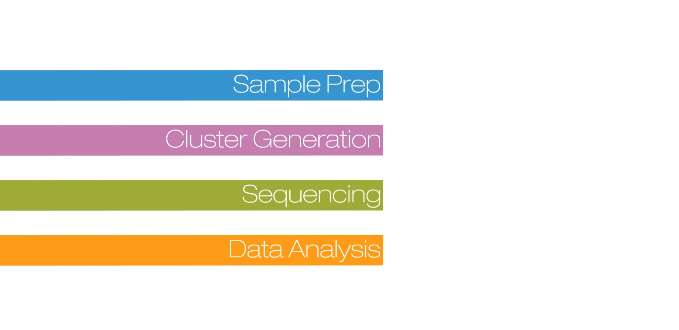 Sample Prep
Cluster Generation
Sequencing
Data Analysis